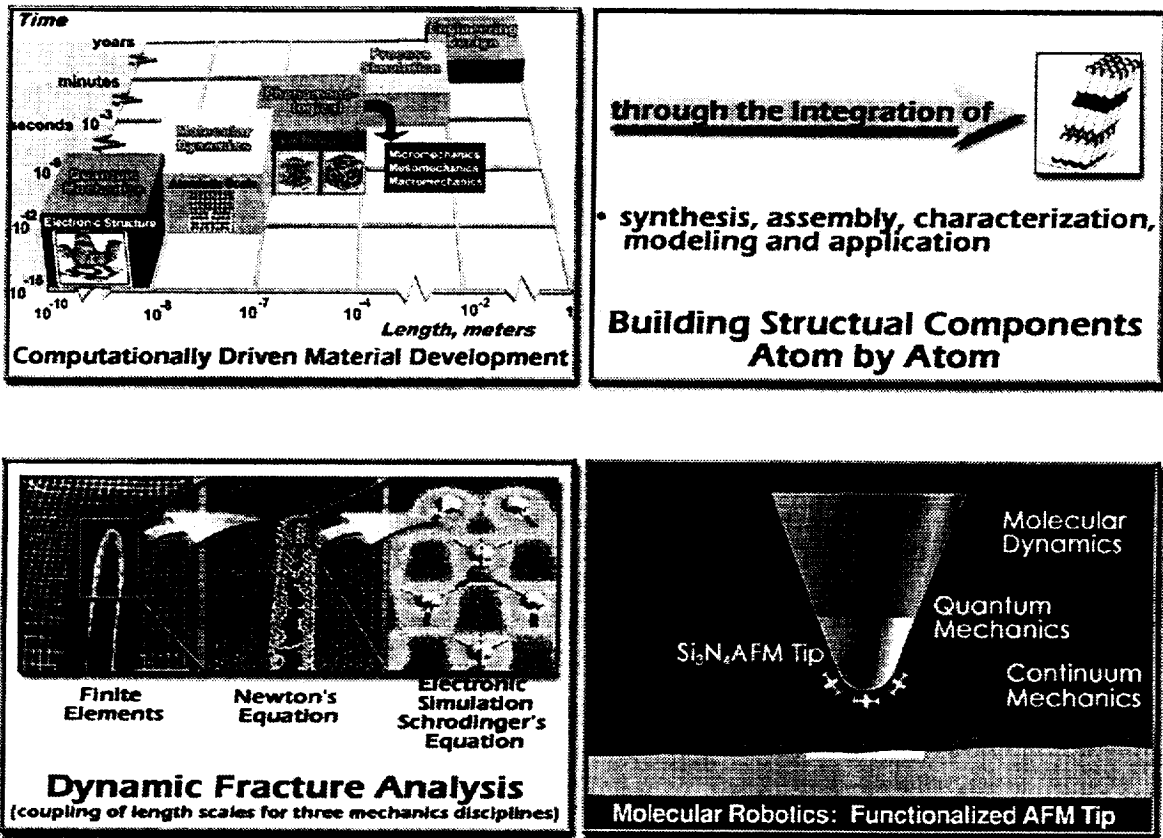 Time
years
minutes
seconds 10-3
10-12
10-15
Molecular
Dynamics
Electronic Structure
Micromechanics
Mesomechanics
Macromechanics
10-10
10-8
10-7
10-4
10-2
1
Length, meters
Computationally Driven Material Development
through the Integration of
• synthesis, assembly, characterization,
modeling and application
Building Structual Components
Atom by Atom
Finite
Elements
Newton's
Equation
Electronic
Simulation
Schrodinger's
Equation
Dynamic Fracture Analysis
(coupling of length scales for three mechanics disciplines)
Molecular
Dynamics
Quantum
Mechanics
Si3N4AFM Tip
Continuum
Mechanics
Molecular Robotics: Functionalized AFM Tip